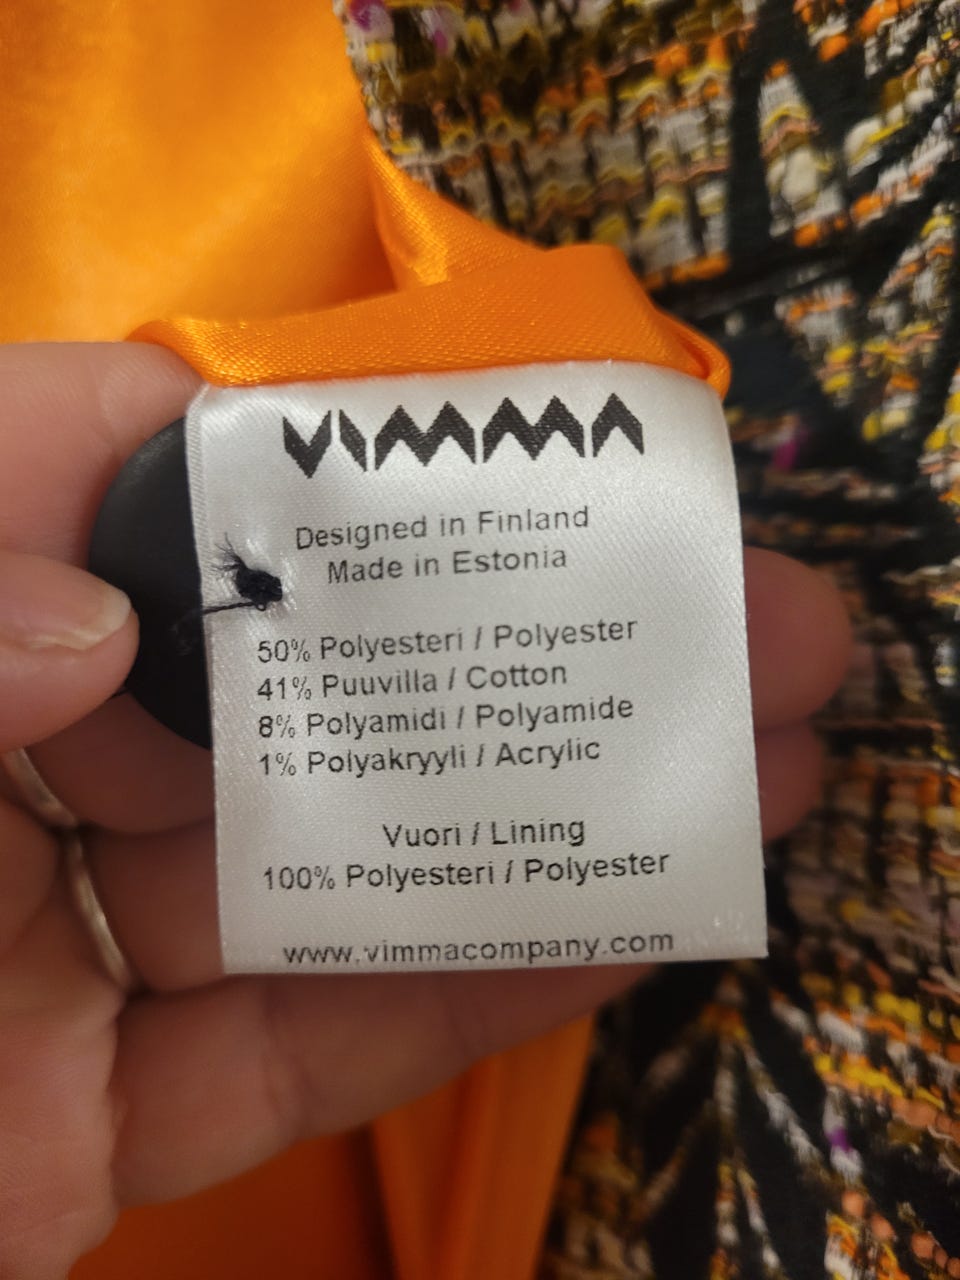 VIMMA
Designed in Finland
Made in Estonia
50% Polyesteri / Polyester
41% Puuvilla / Cotton
8% Polyamidi / Polyamide
1% Polyakryyli / Acrylic
Vuori / Lining
100% Polyesteri / Polyester
www.vimmacompany.com